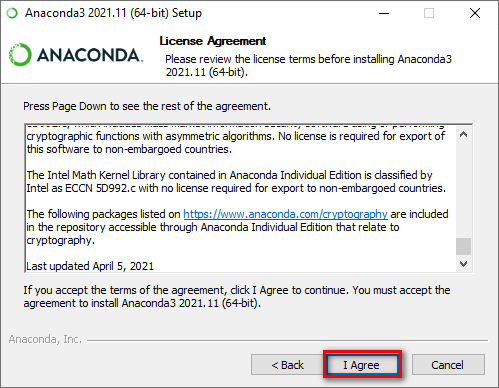 Anaconda3 2021.11 (64-bit) Setup
ANACONDA.
License Agreement
Please review the license terms before installing Anaconda3
2021.11 (64-bit).
Press Page Down to see the rest of the agreement.
cryptographic functions with asymmetric algorithms. No license is required for export of
this software to non-embargoed countries.
The Intel Math Kernel Library contained in Anaconda Individual Edition is classified by
Intel as ECCN 5D992.c with no license required for export to non-embargoed countries.
The following packages listed on https://www.anaconda.com/cryptography are included
in the repository accessible through Anaconda Individual Edition that relate to
cryptography.
Last updated April 5, 2021
If you accept the terms of the agreement, click I Agree to continue. You must accept the
agreement to install Anaconda3 2021.11 (64-bit).
Anaconda, Inc.
< Back
I Agree
Cancel